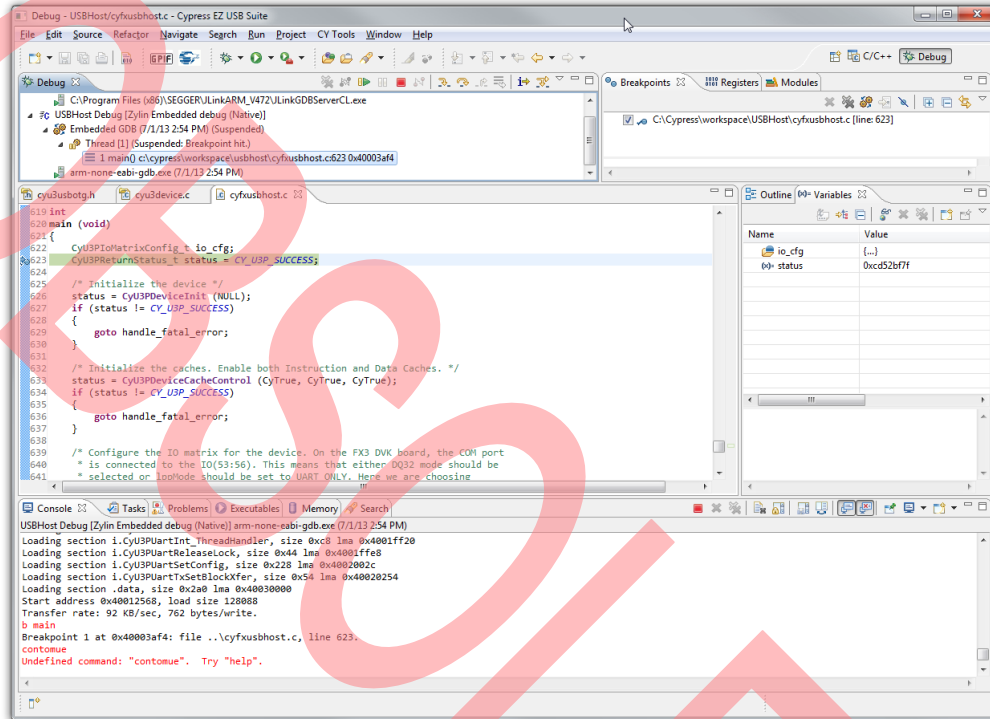 Debug - USBHost/cyfxusbhost.c - Cypress EZ USB Suite
File Edit Source Refactor Navigate Search Run Project CY Tools Window Help
GPIF
C/C++ Debug
Debug
C:\Program Files (x86)\SEGGER\JLinkARM_V472\JLinkGDBServerCL.exe
USBHost Debug [Zylin Embedded debug (Native)]
Embedded GDB (7/1/13 2:54 PM) (Suspended)
Thread [1] (Suspended: Breakpoint hit.)
1 main() c:\cypress\workspace\usbhost\cyfxusbhost.c:623 0x40003af4
arm-none-eabi-gdb.exe (7/1/13 2:54 PM)
Breakpoints Registers Modules
C:\Cypress\workspace\USBHost\cyfxusbhost.c [line: 623]
cyu3usbotg.h cyu3device.c cyfxusbhost.c
619 int
620 main (void)
621 {
622 CyU3PIoMatrixConfig_t io_cfg;
623 CyU3PReturnStatus_t status = CY_U3P_SUCCESS;
624
625 /* Initialize the device */
626 status = CyU3PDeviceInit (NULL);
627 if (status != CY_U3P_SUCCESS)
628 {
629 goto handle_fatal_error;
630 }
631
632 /* Initialize the caches. Enable both Instruction and Data Caches. */
633 status = CyU3PDeviceCacheControl (CyTrue, CyTrue, CyTrue);
634 if (status != CY_U3P_SUCCESS)
635 {
636 goto handle_fatal_error;
637 }
638
639 /* Configure the IO matrix for the device. On the FX3 DVK board, the COM port
640 * is connected to the IO(53:56). This means that either DQ32 mode should be
641 * selected or lppMode should be set to UART_ONLY. Here we are choosing
Outline Variables
Name Value
io_cfg {...}
status 0xcd52bf7f
Console Tasks Problems Executables Memory Search
USBHost Debug [Zylin Embedded debug (Native)] arm-none-eabi-gdb.exe (7/1/13 2:54 PM)
Loading section i.CyU3PUartInt_ThreadHandler, size 0xc8 lma 0x4001ff20
Loading section i.CyU3PUartReleaseLock, size 0x44 lma 0x4001ffe8
Loading section i.CyU3PUartSetConfig, size 0x228 lma 0x4002002c
Loading section i.CyU3PUartTxSetBlockXfer, size 0x54 lma 0x40020254
Loading section .data, size 0x2a0 lma 0x40030000
Start address 0x40012568, load size 128088
Transfer rate: 92 KB/sec, 762 bytes/write.
b main
Breakpoint 1 at 0x40003af4: file ..\cyfxusbhost.c, line 623.
contomue
Undefined command: "contomue". Try "help".